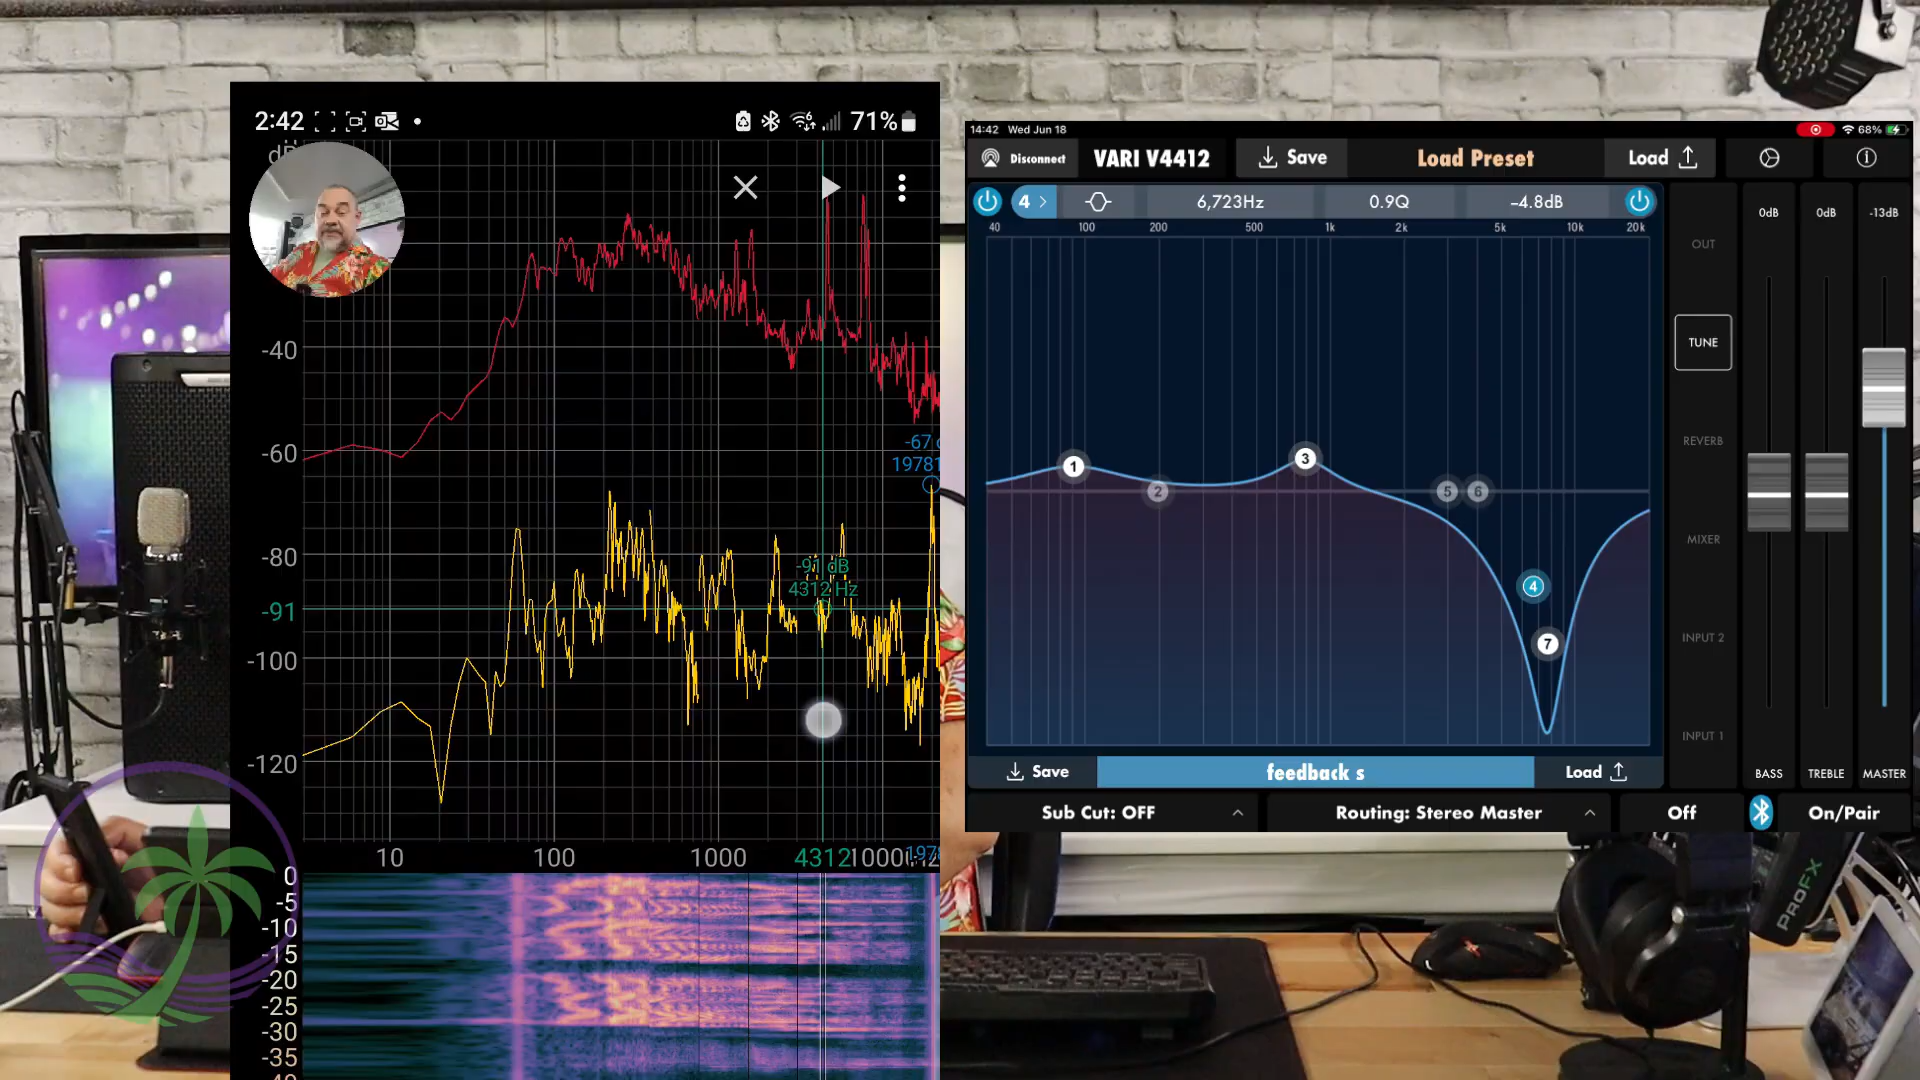 2:42
71%
dB
-40
-60
-80
-91
-100
-120
-67
19781
-91 dB
4312 Hz
10
100
1000
4312
0
-5
-10
-15
-20
-25
-30
-35
14:42 Wed Jun 18
68%
Disconnect
VARI V4412
Save
Load Preset
Load
4
6,723Hz
0.9Q
-4.8dB
40
100
200
500
1k
2k
5k
10k
20k
1
2
3
5
6
4
7
Save
feedback s
Load
OUT
TUNE
REVERB
MIXER
INPUT 2
INPUT 1
0dB
0dB
-13dB
BASS
TREBLE
MASTER
Sub Cut: OFF
Routing: Stereo Master
Off
On/Pair
PROFX